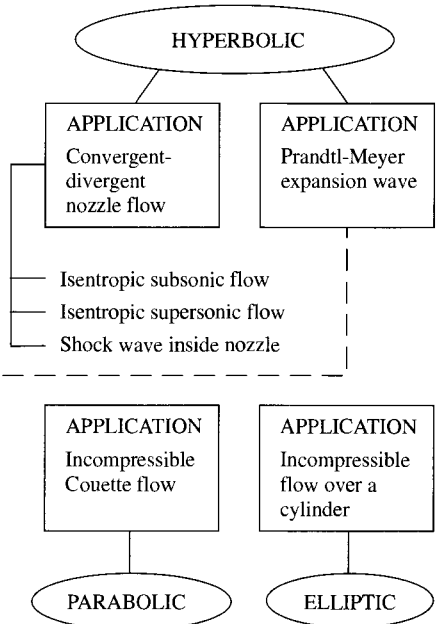 HYPERBOLIC
APPLICATION
Convergent-
divergent
nozzle flow
APPLICATION
Prandtl-Meyer
expansion wave
Isentropic subsonic flow
Isentropic supersonic flow
Shock wave inside nozzle
APPLICATION
Incompressible
Couette flow
APPLICATION
Incompressible
flow over a
cylinder
PARABOLIC
ELLIPTIC